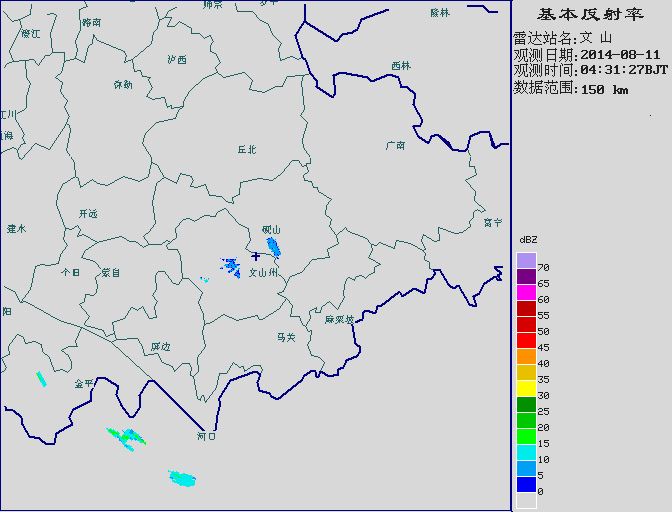 基本反射率
雷达站名:文 山
观测日期:2014-08-11
观测时间:04:31:27BJT
数据范围:150 km
dBZ
70
65
60
55
50
45
40
35
30
25
20
15
10
5
0
师宗
隆林
路南
泸西
西林
弥勒
丘北
广南
开远
建水
砚山
富宁
个旧
蒙自
文山州
麻栗坡
马关
屏边
金平
河口